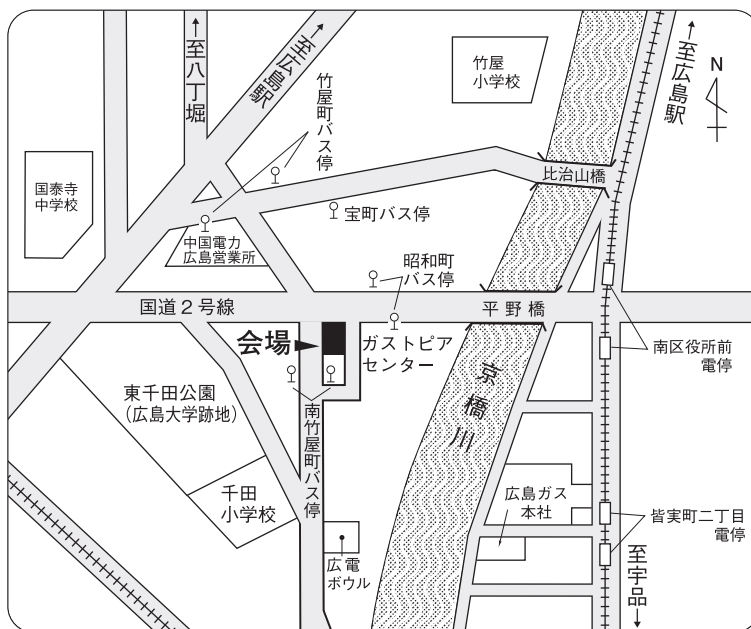 至八丁堀
至広島駅
竹屋町バス停
竹屋
小学校
至広島駅
N
国泰寺
中学校
比治山橋
宝町バス停
中国電力
広島営業所
昭和町
バス停
国道2号線
平野橋
会場
ガストピア
センター
南区役所前
電停
京橋川
東千田公園
(広島大学跡地)
南竹屋町バス停
千田
小学校
広島ガス
本社
皆実町二丁目
電停
広電
ボウル
至宇品